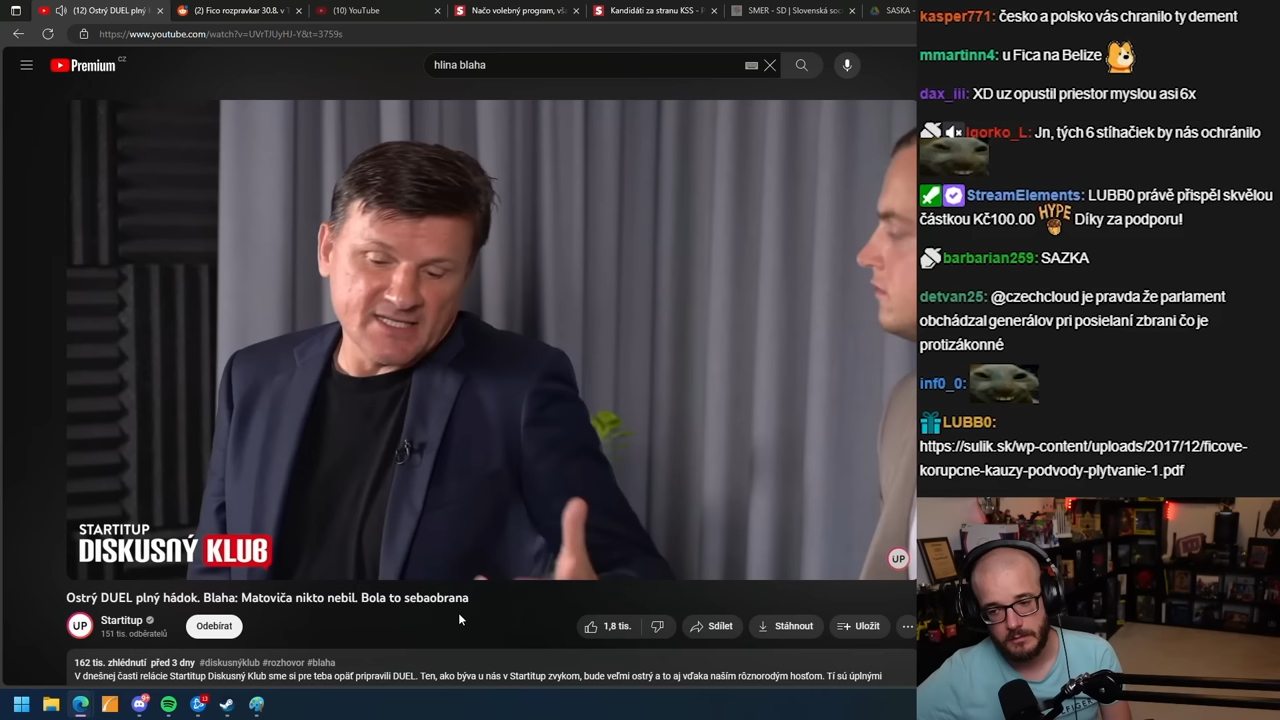 (12) Ostrý DUEL plný h
(2) Fico rozpravkar 30.8. v 1
(10) YouTube
Načo volebný program, vša
Kandidáti za stranu KSS - P
SMER - SD | Slovenská soc
SASKA -
https://www.youtube.com/watch?v=UVrTJUyHJ-Y&t=3759s
Premium CZ
hlina blaha
STARTITUP
DISKUSNÝ KLUB
UP
Ostrý DUEL plný hádok. Blaha: Matoviča nikto nebil. Bola to sebaobrana
UP
Startitup
151 tis. odběratelů
Odebírat
1,8 tis.
Sdílet
Stáhnout
Uložit
162 tis. zhlédnutí před 3 dny #diskusnýklub #rozhovor #blaha
V dnešnej časti relácie Startitup Diskusný Klub sme si pre teba opäť pripravili DUEL. Ten, ako býva u nás v Startitup zvykom, bude veľmi ostrý a to aj vďaka naším rôznorodým hosťom. Tí sú úplnými
kasper771: česko a polsko vás chranilo ty dement
mmartinn4: u Fica na Belize
dax_iii: XD uz opustil priestor myslou asi 6x
Igorko_L: Jn, tých 6 stíhačiek by nás ochránilo
StreamElements: LUBB0 právě přispěl skvělou
částkou Kč100.00 HYPE Díky za podporu!
barbarian259: SAZKA
detvan25: @czechcloud je pravda že parlament
obchádzal generálov pri posielaní zbrani čo je
protizákonné
inf0_0:
LUBB0:
https://sulik.sk/wp-content/uploads/2017/12/ficove-
korupcne-kauzy-podvody-plytvanie-1.pdf